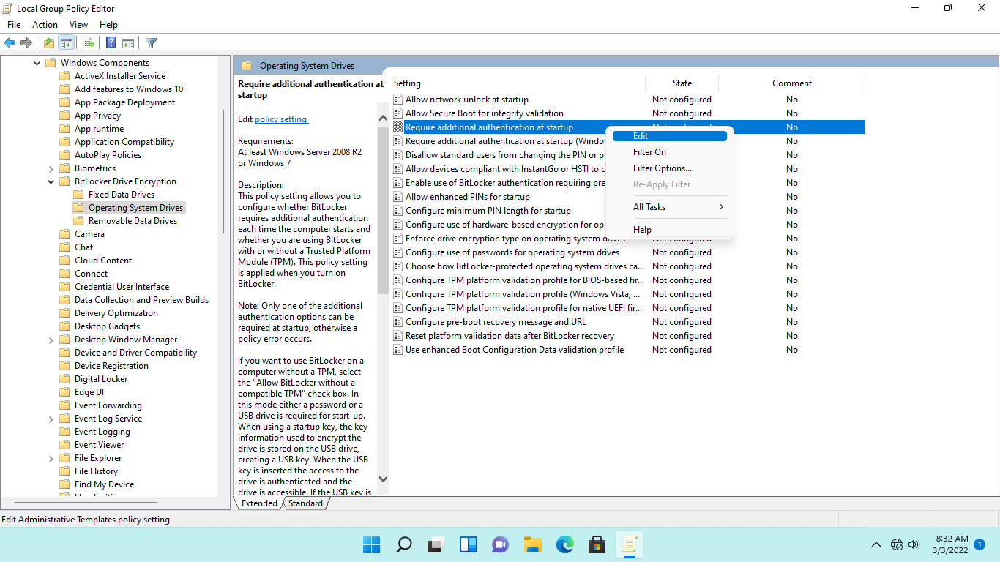 Local Group Policy Editor
File Action View Help
Windows Components
ActiveX Installer Service
Add features to Windows 10
App Package Deployment
App Privacy
App runtime
Application Compatibility
AutoPlay Policies
Biometrics
BitLocker Drive Encryption
Fixed Data Drives
Operating System Drives
Removable Data Drives
Camera
Chat
Cloud Content
Connect
Credential User Interface
Data Collection and Preview Builds
Delivery Optimization
Desktop Gadgets
Desktop Window Manager
Device and Driver Compatibility
Device Registration
Digital Locker
Edge UI
Event Forwarding
Event Log Service
Event Logging
Event Viewer
File Explorer
File History
Find My Device
Operating System Drives
Require additional authentication at
startup
Edit policy setting
Requirements:
At least Windows Server 2008 R2
or Windows 7
Description:
This policy setting allows you to
configure whether BitLocker
requires additional authentication
each time the computer starts and
whether you are using BitLocker
with or without a Trusted Platform
Module (TPM). This policy setting
is applied when you turn on
BitLocker.
Note: Only one of the additional
authentication options can be
required at startup, otherwise a
policy error occurs.
If you want to use BitLocker on a
computer without a TPM, select
the "Allow BitLocker without a
compatible TPM" check box. In
this mode either a password or a
USB drive is required for start-up.
When using a startup key, the key
information used to encrypt the
drive is stored on the USB drive,
creating a USB key. When the USB
key is inserted the access to the
drive is authenticated and the
drive is accessible. If the USB key is
Setting State Comment
Allow network unlock at startup Not configured No
Allow Secure Boot for integrity validation Not configured No
Require additional authentication at startup Not configured No
Require additional authentication at startup (Window No
Disallow standard users from changing the PIN or pa No
Allow devices compliant with InstantGo or HSTI to o No
Enable use of BitLocker authentication requiring pre No
Allow enhanced PINs for startup No
Configure minimum PIN length for startup No
Configure use of hardware-based encryption for ope No
Enforce drive encryption type on operating system drives Not configured No
Configure use of passwords for operating system drives Not configured No
Choose how BitLocker-protected operating system drives ca... Not configured No
Configure TPM platform validation profile for BIOS-based fir... Not configured No
Configure TPM platform validation profile (Windows Vista, ... Not configured No
Configure TPM platform validation profile for native UEFI fir... Not configured No
Configure pre-boot recovery message and URL Not configured No
Reset platform validation data after BitLocker recovery Not configured No
Use enhanced Boot Configuration Data validation profile Not configured No
Edit
Filter On
Filter Options...
Re-Apply Filter
All Tasks
Help
Extended Standard
Edit Administrative Templates policy setting
8:32 AM
3/3/2022
1